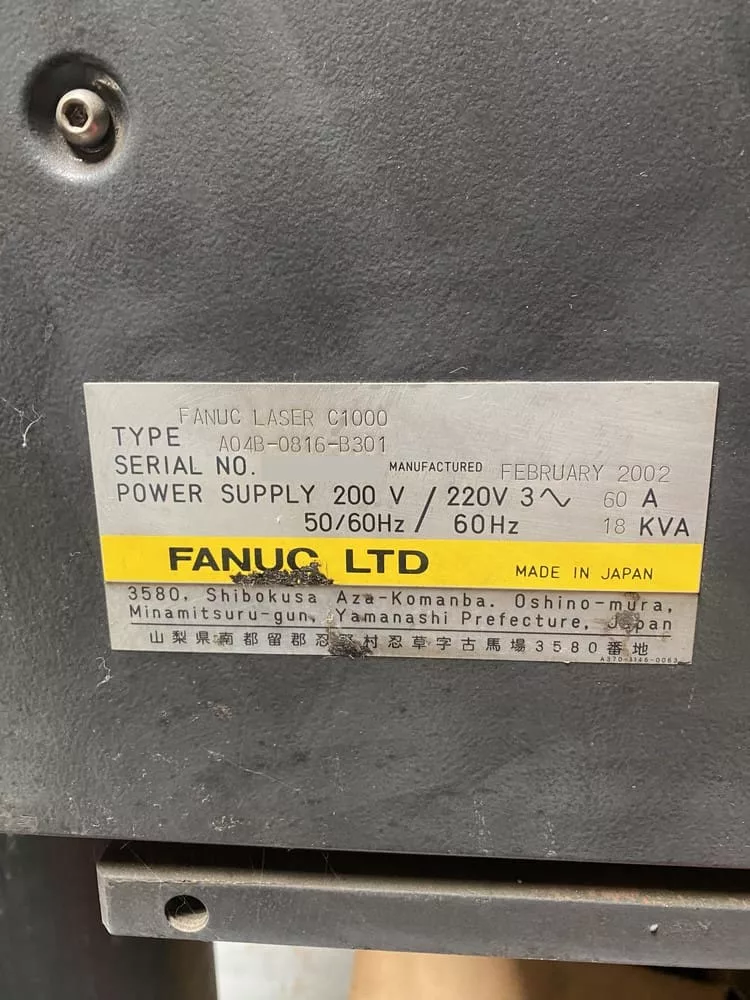 FANUC LASER C1000
TYPE A04B-0816-B301
SERIAL NO. MANUFACTURED FEBRUARY 2002
POWER SUPPLY 200 V / 220V 3∿ 60 A
50/60Hz / 60Hz 18 KVA
FANUC LTD MADE IN JAPAN
3580, Shibokusa Aza-Komanba. Oshino-mura,
Minamitsuru-gun, Yamanashi Prefecture, Japan
山梨県南都留郡忍野村忍草字古馬場3580番地
A370-3146-0063